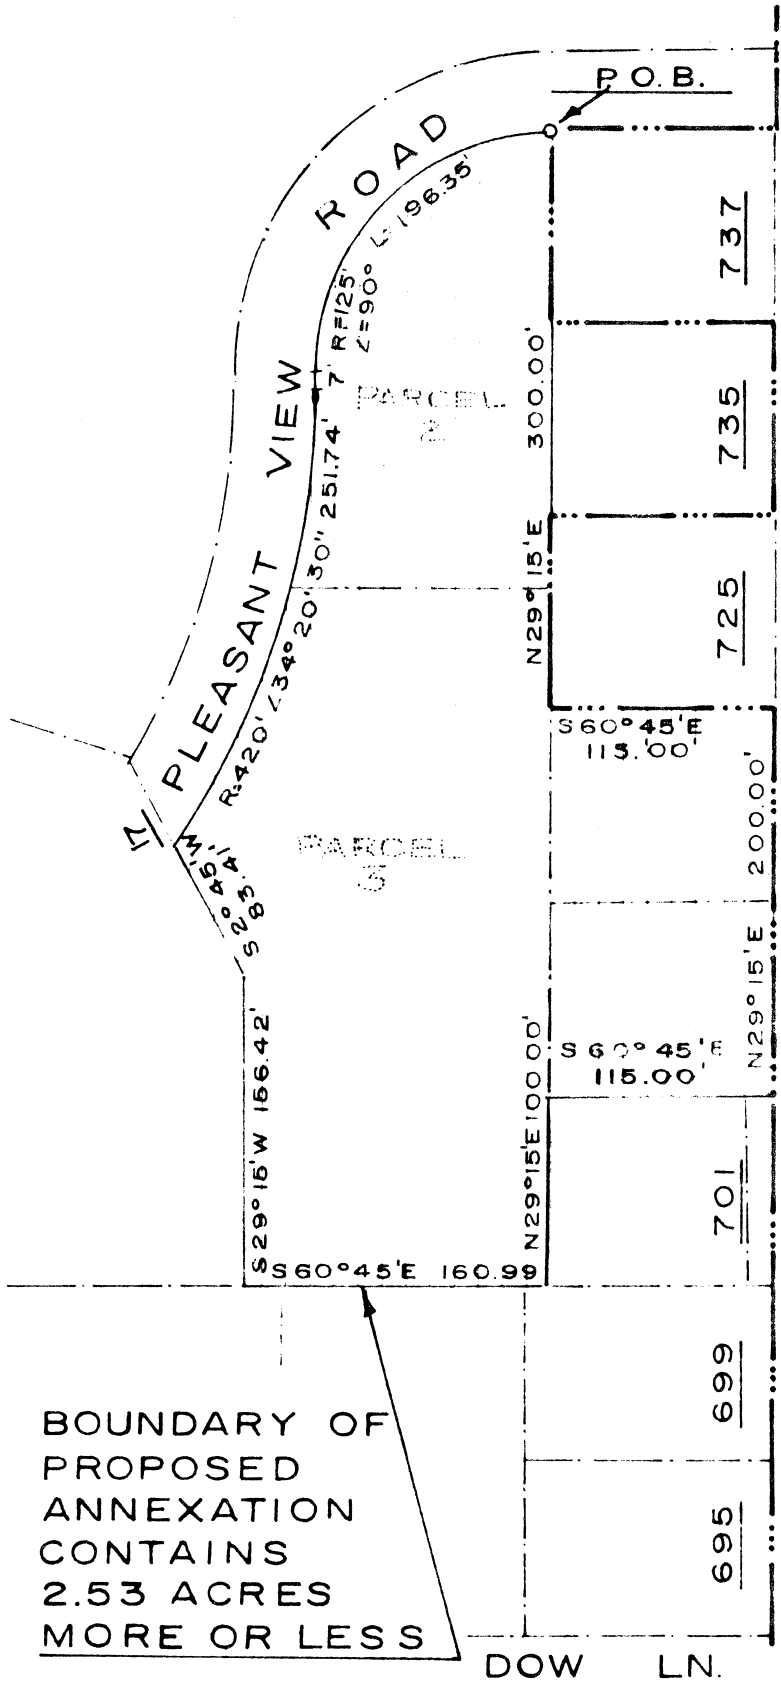 P.O.B.
ROAD
L=196.35'
R=125'
∠=90°
7'
PLEASANT VIEW
PARCEL
2
737
300.00'
735
N29°15'E
725
R=420' ∠34°20'30" 251.74'
S60°45'E
115.00'
17
S2°45'W
83.41'
PARCEL
3
200.00'
N29°15'E
S60°45'E
115.00'
N29°15'E 100.00'
S29°15'W 156.42'
701
S60°45'E 160.99
699
BOUNDARY OF
PROPOSED
ANNEXATION
CONTAINS
2.53 ACRES
MORE OR LESS
695
DOW LN.